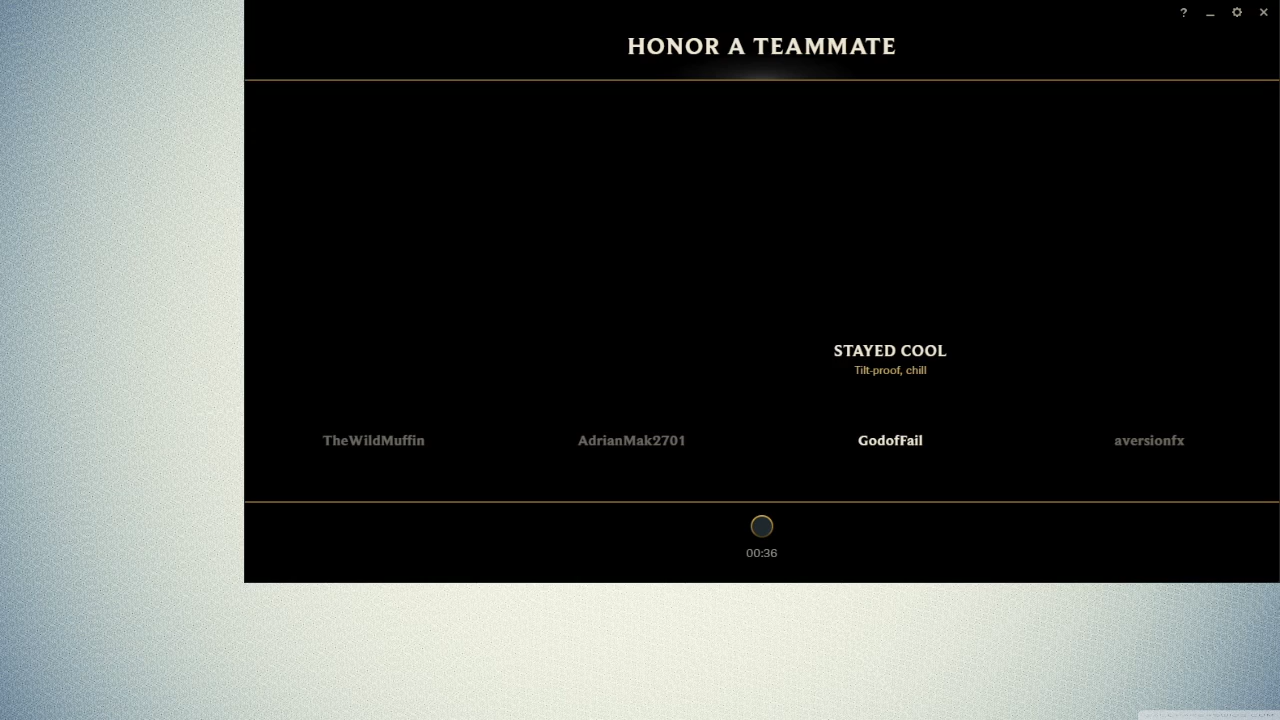 ?
HONOR A TEAMMATE
STAYED COOL
Tilt-proof, chill
TheWildMuffin
AdrianMak2701
GodofFail
aversionfx
00:36